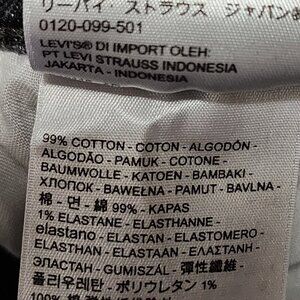 リーバイ・ストラウス ジャパン
0120-099-501
LEVI'S® DI IMPORT OLEH:
PT LEVI STRAUSS INDONESIA
JAKARTA - INDONESIA
99% COTTON - COTON - ALGODÓN -
ALGODÃO - PAMUK - COTONE -
BAUMWOLLE - KATOEN - BAMBAKI -
ХЛОПОК - BAWEŁNA - PAMUT - BAVLNA -
棉 - 면 - 綿 99% - KAPAS
1% ELASTANE - ELASTHANNE -
elastano - ELASTAN - ELASTOMERO -
ELASTHAN - ELASTAAN - ΕΛΑΣΤΑΝΗ -
ЭЛАСТАН - GUMISZÁL - 彈性纖維 -
폴리우레탄 - ポリウレタン 1%
100%